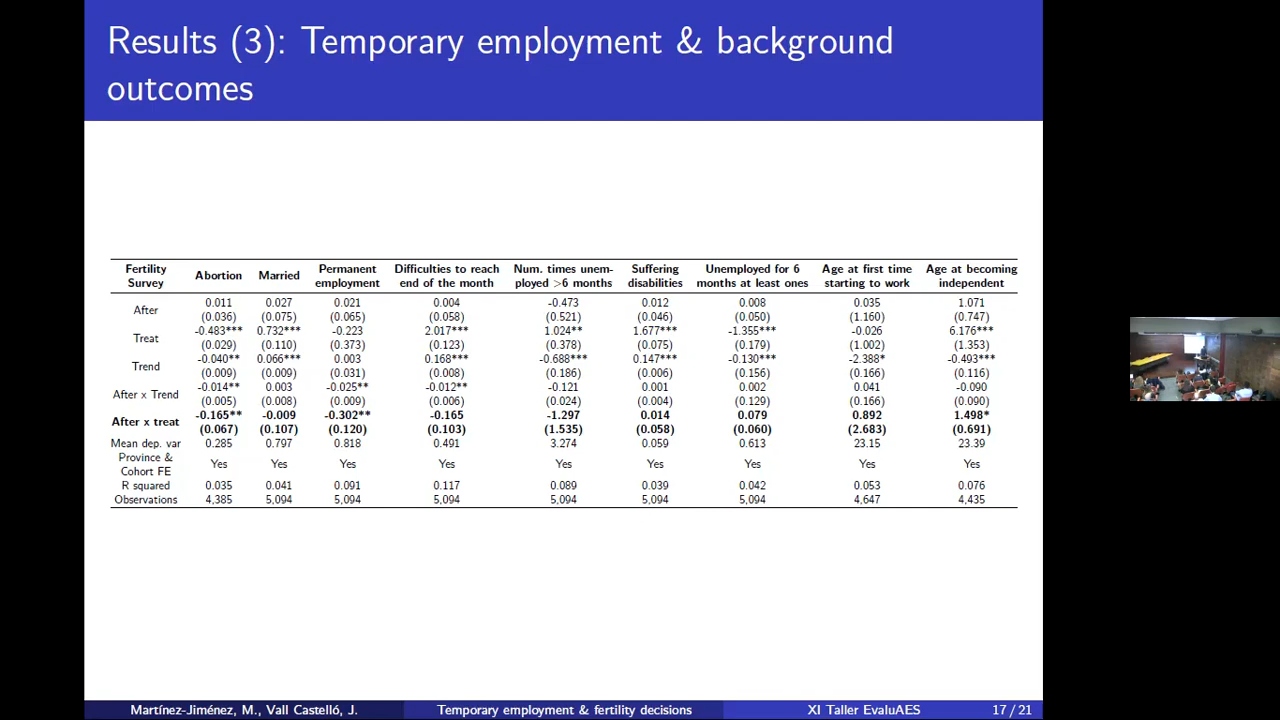 Results (3): Temporary employment & background
outcomes
Fertility Survey Abortion Married Permanent employment Difficulties to reach end of the month Num. times unem-ployed >6 months Suffering disabilities Unemployed for 6 months at least ones Age at first time starting to work Age at becoming independent
After 0.011 0.027 0.021 0.004 -0.473 0.012 0.008 0.035 1.071
(0.036) (0.075) (0.065) (0.058) (0.521) (0.046) (0.050) (1.160) (0.747)
Treat -0.483*** 0.732*** -0.223 2.017*** 1.024** 1.677*** -1.355*** -0.026 6.176***
(0.029) (0.110) (0.373) (0.123) (0.378) (0.075) (0.179) (1.002) (1.353)
Trend -0.040** 0.066*** 0.003 0.168*** -0.688*** 0.147*** -0.130*** -2.388* -0.493***
(0.009) (0.009) (0.031) (0.008) (0.186) (0.006) (0.156) (0.166) (0.116)
After x Trend -0.014** 0.003 -0.025** -0.012** -0.121 0.001 0.002 0.041 -0.090
(0.005) (0.008) (0.009) (0.006) (0.024) (0.004) (0.129) (0.166) (0.090)
After x treat -0.165** -0.009 -0.302** -0.165 -1.297 0.014 0.079 0.892 1.498*
(0.067) (0.107) (0.120) (0.103) (1.535) (0.058) (0.060) (2.683) (0.691)
Mean dep. var 0.285 0.797 0.818 0.491 3.274 0.059 0.613 23.15 23.39
Province & Cohort FE Yes Yes Yes Yes Yes Yes Yes Yes Yes
R squared 0.035 0.041 0.091 0.117 0.089 0.039 0.042 0.053 0.076
Observations 4,385 5,094 5,094 5,094 5,094 5,094 5,094 4,647 4,435
Martínez-Jiménez, M., Vall Castelló, J. Temporary employment & fertility decisions XI Taller EvaluAES 17 / 21